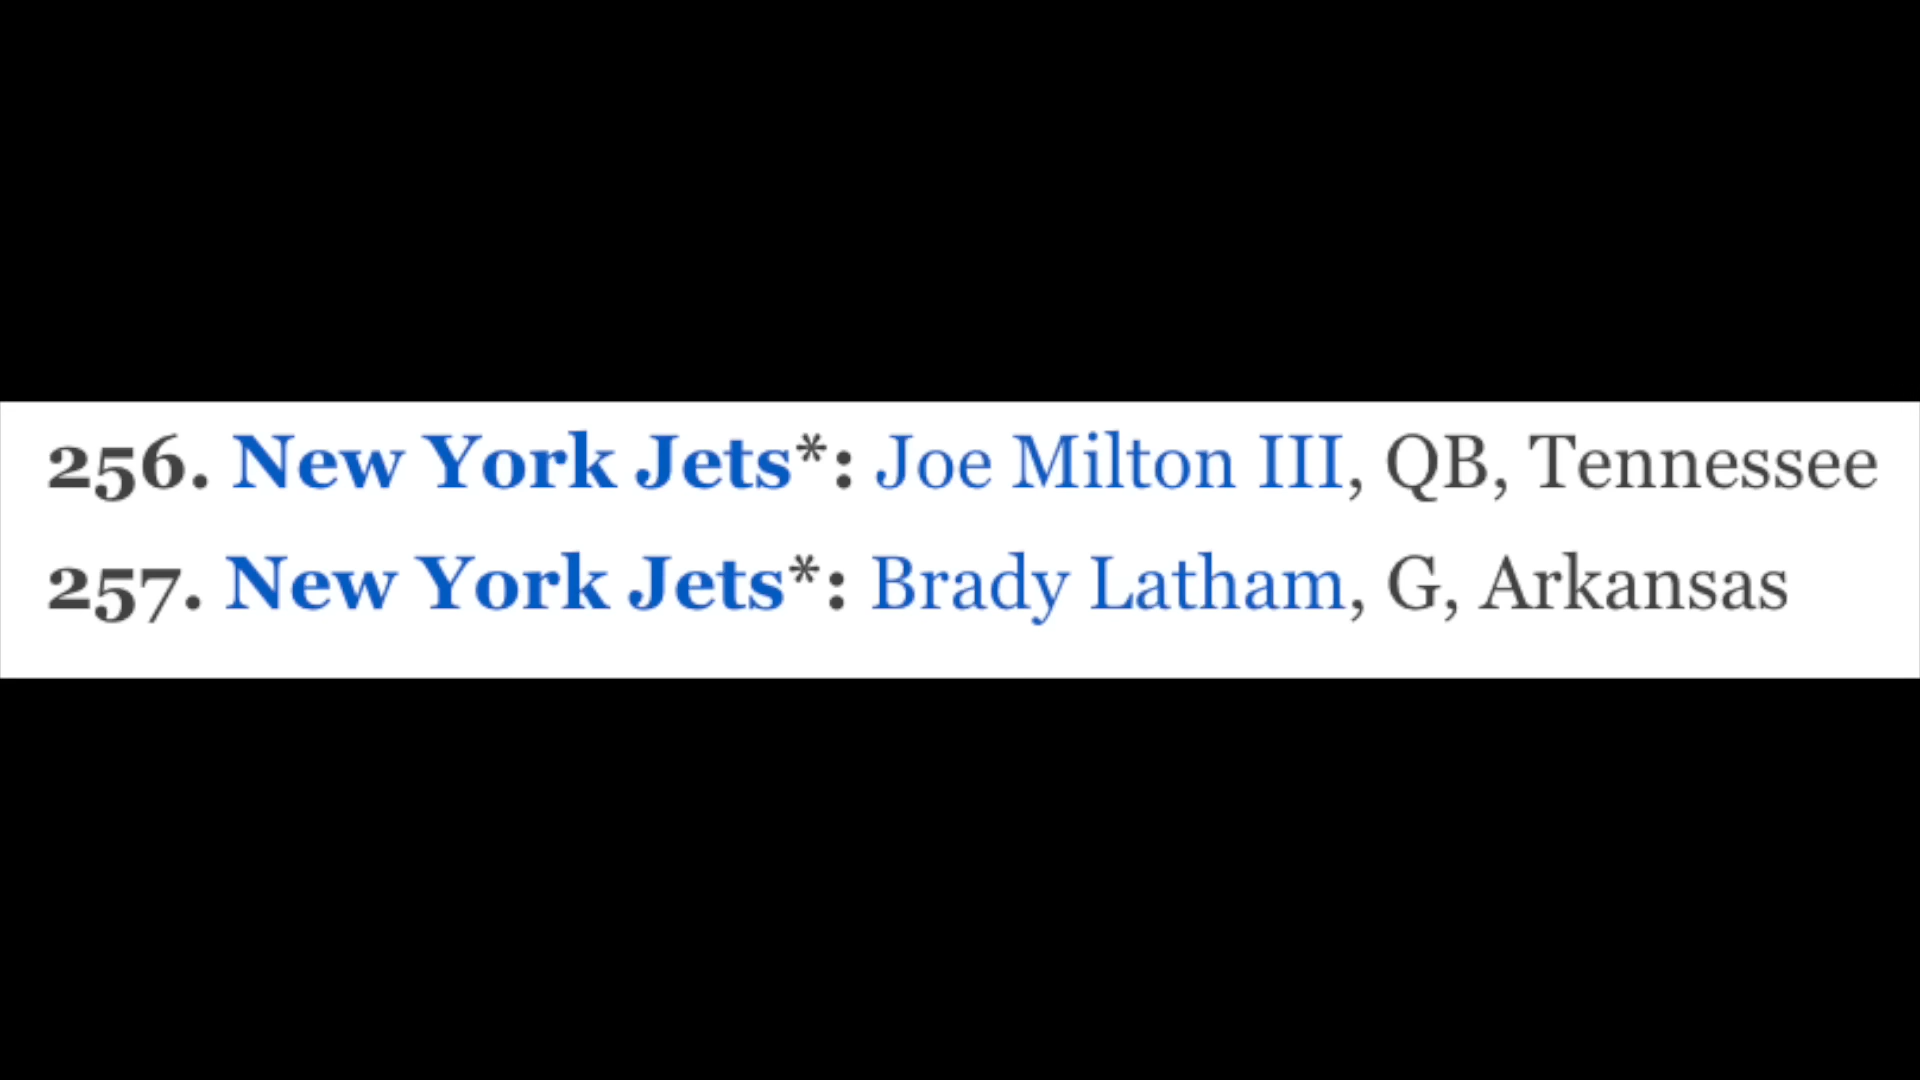 256. New York Jets*: Joe Milton III, QB, Tennessee
257. New York Jets*: Brady Latham, G, Arkansas